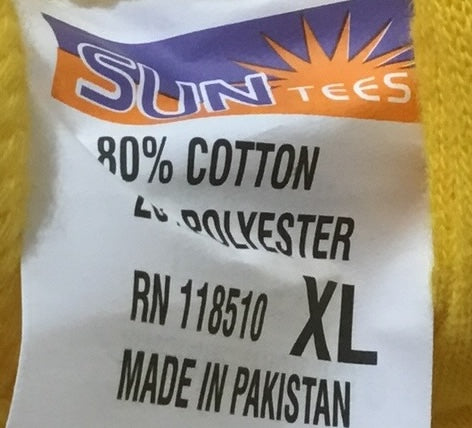 SUN TEES
80% COTTON
POLYESTER
RN 118510 XL
MADE IN PAKISTAN